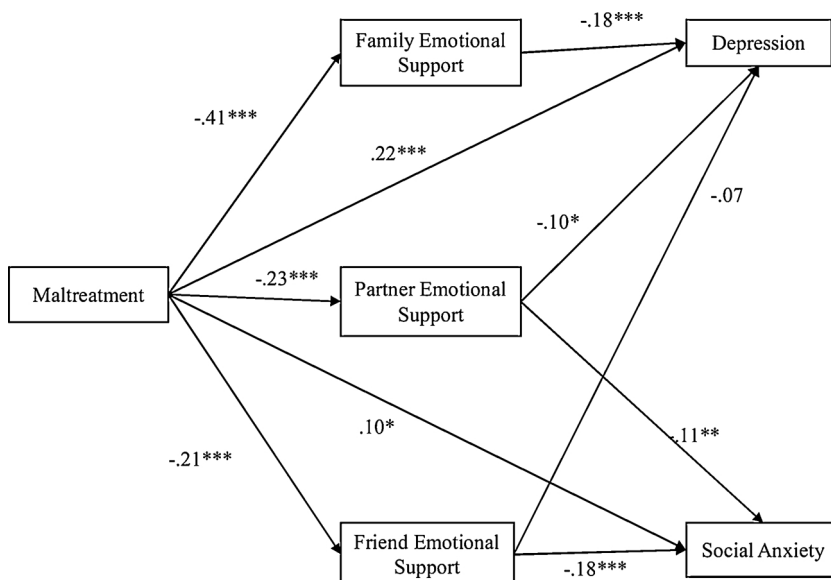 Family Emotional
Support
-.18***
Depression
-.41***
.22***
-.07
-.10*
Maltreatment
-.23***
Partner Emotional
Support
.10*
-.11**
-.21***
Friend Emotional
Support
-.18***
Social Anxiety